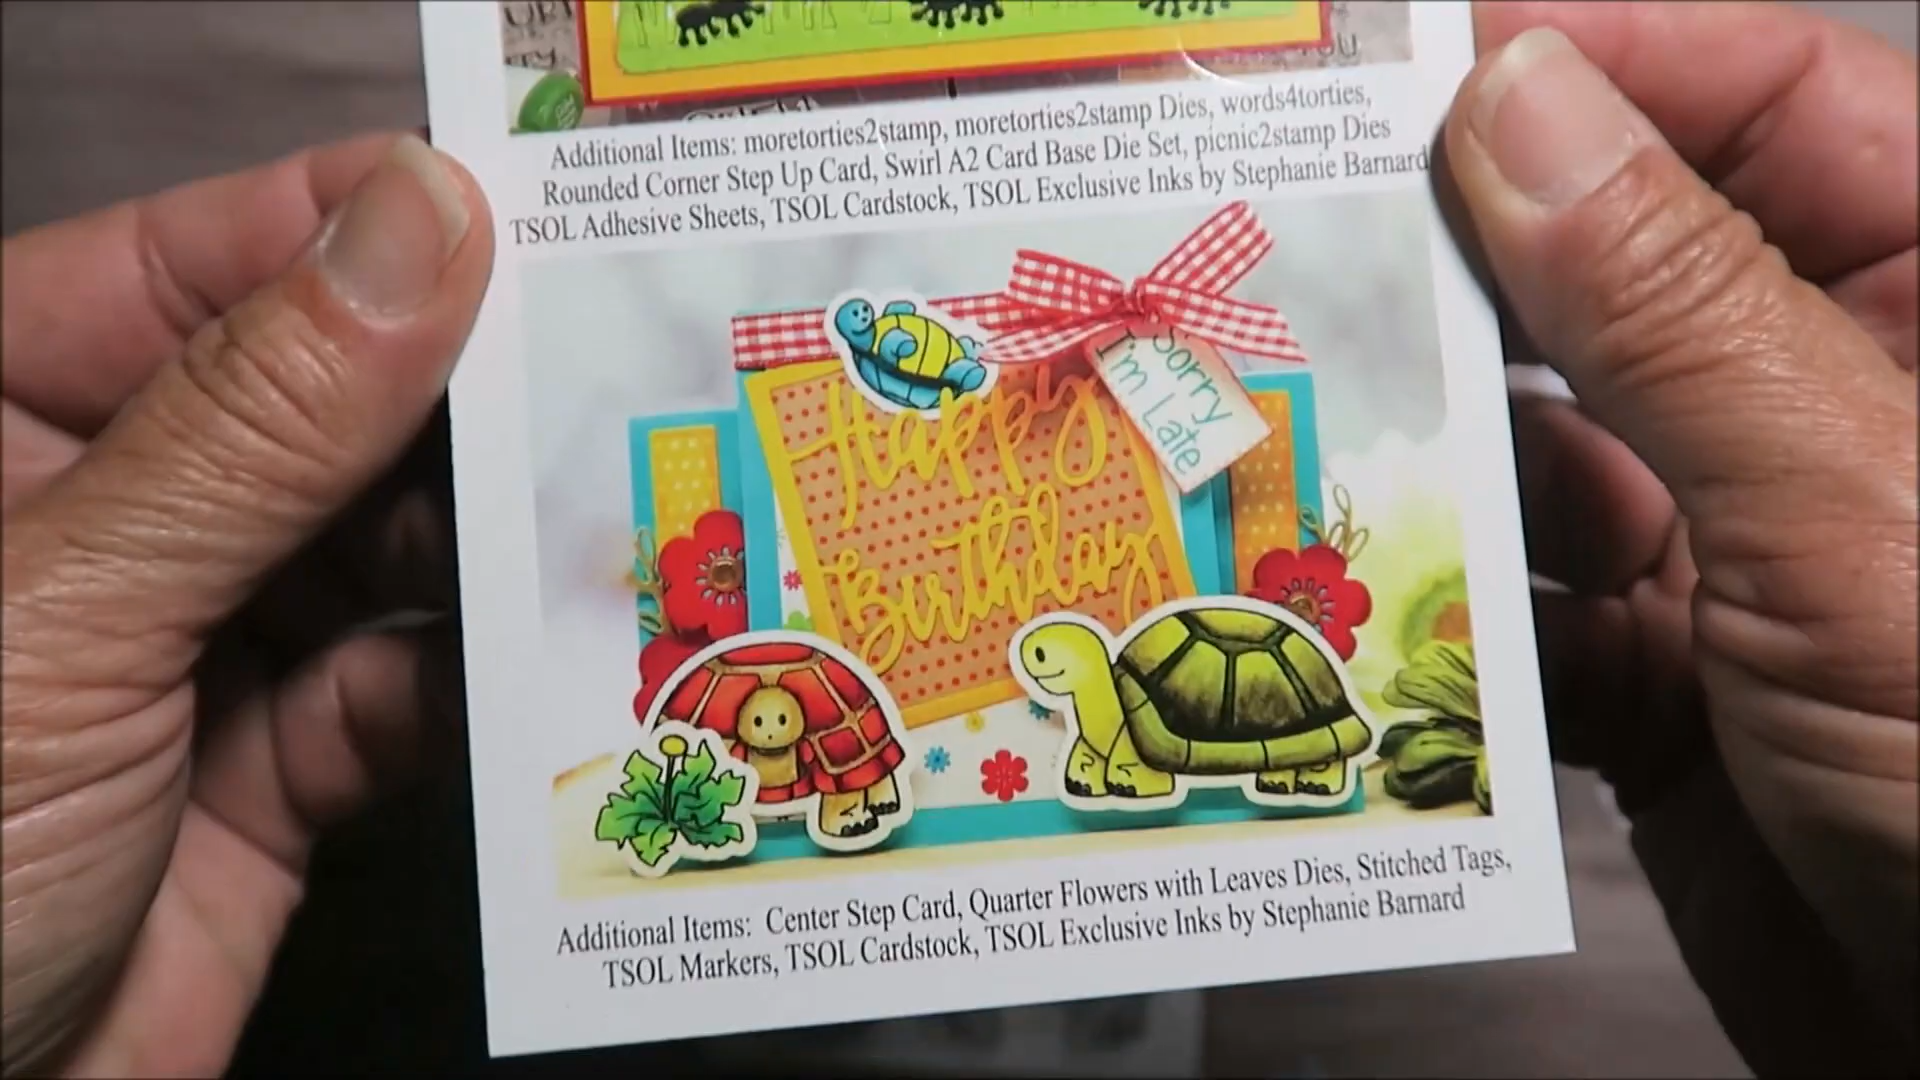 Additional Items: moretorties2stamp, moretorties2stamp Dies, words4torties,
Rounded Corner Step Up Card, Swirl A2 Card Base Die Set, picnic2stamp Dies
TSOL Adhesive Sheets, TSOL Cardstock, TSOL Exclusive Inks by Stephanie Barnard
Sorry
I'm Late
Happy
Birthday
Additional Items: Center Step Card, Quarter Flowers with Leaves Dies, Stitched Tags,
TSOL Markers, TSOL Cardstock, TSOL Exclusive Inks by Stephanie Barnard